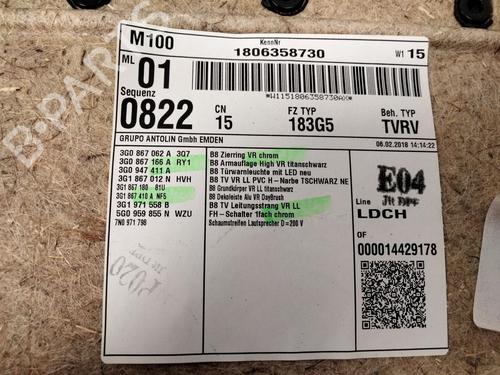 M100
KennNr
1806358730
W1 15
ML 01
Sequenz
0822
CN
15
FZ TYP
183G5
Beh. TYP
TVRV
*W1151806358730AX*
GRUPO ANTOLIN GmbH EMDEN
06.02.2018 14:14:22
3G0 867 062 A 3Q7 B8 Zierring VR chrom
3G0 867 166 A RY1 B8 Armauflage High VR titanschwarz
3G0 947 411 A B8 Türwarnleuchte mit LED neu
3G1 867 012 N HVH B8 TV VR LL PVC H- Narbe TSCHWARZ NE
3G1 867 180 81U B8 Grundkörper VR LL titanschwarz
3G1 867 410 A NF5 B8 Dekoleiste Alu VR DayBrush
3G1 971 558 B B8 TV Leitungsstrang VR LL
5G0 959 855 N WZU FH- Schalter 1fach chrom
7N0 971 798 Schaumstreifen Lautsprecher D=200 V
E04
Line
LDCH
OF
000014429178
B-PARTS